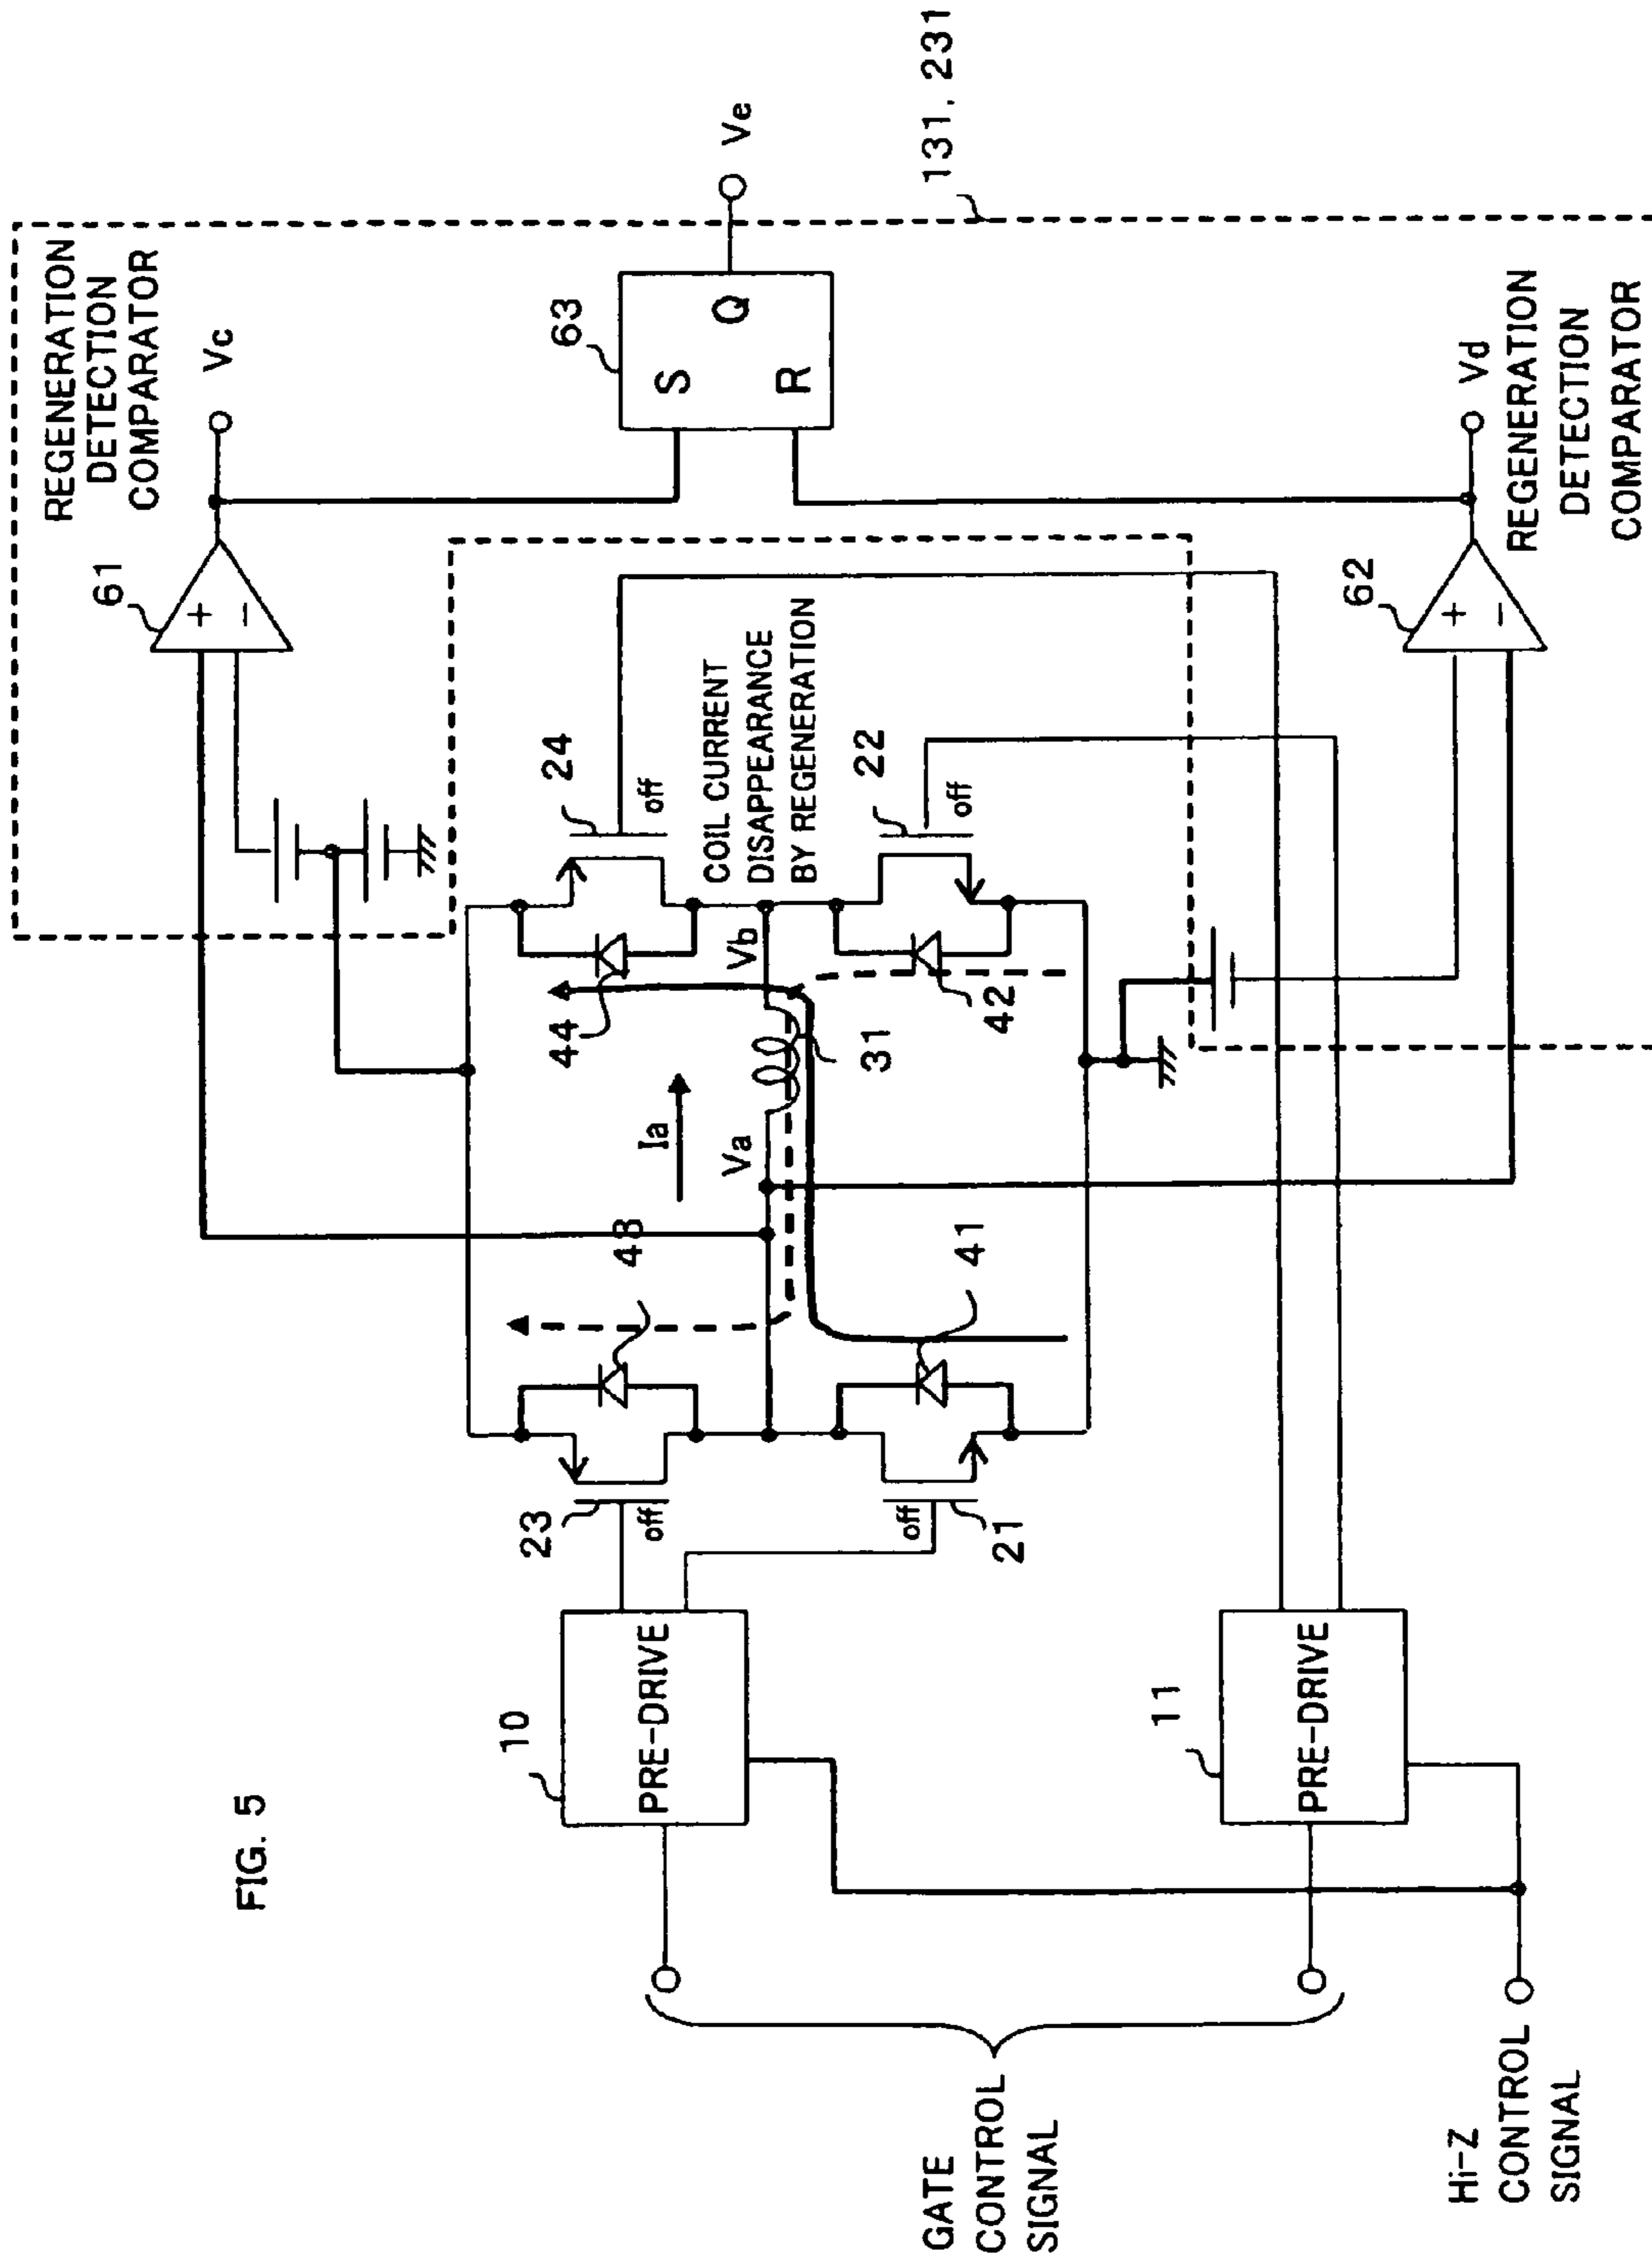 FIG. 5
REGENERATION
DETECTION
COMPARATOR
Vc
61
+
−
131, 231
Ve
63
S
Q
R
24
off
44
COIL CURRENT
DISAPPEARANCE
BY REGENERATION
Vb
Ia
Va
31
43
23
off
41
off
21
22
off
42
10
PRE-DRIVE
11
PRE-DRIVE
62
+
−
Vd
REGENERATION
DETECTION
COMPARATOR
GATE
CONTROL
SIGNAL
Hi-Z
CONTROL
SIGNAL